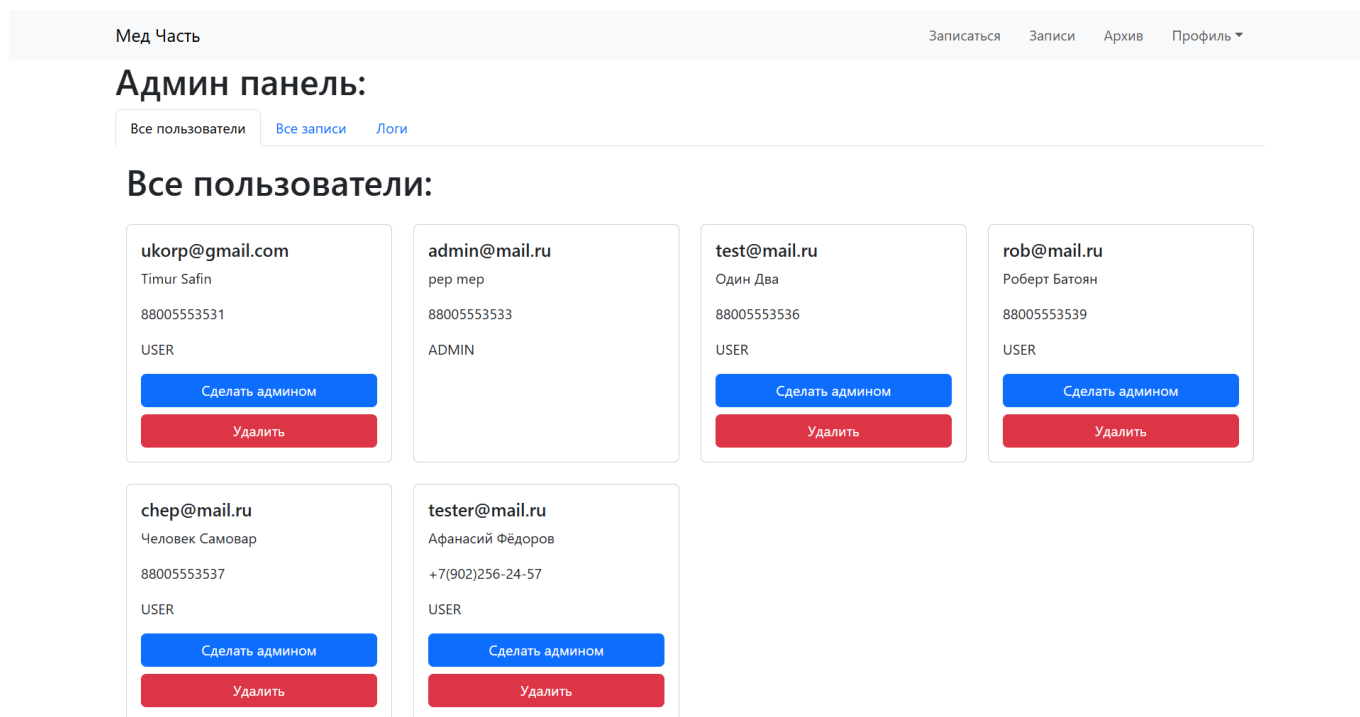 Мед Часть
Записаться Записи Архив Профиль
Админ панель:
Все пользователи Все записи Логи
Все пользователи:
ukorp@gmail.com
Timur Safin
88005553531
USER
Сделать админом
Удалить
admin@mail.ru
pep mep
88005553533
ADMIN
test@mail.ru
Один Два
88005553536
USER
Сделать админом
Удалить
rob@mail.ru
Роберт Батоян
88005553539
USER
Сделать админом
Удалить
chep@mail.ru
Человек Самовар
88005553537
USER
Сделать админом
Удалить
tester@mail.ru
Афанасий Фёдоров
+7(902)256-24-57
USER
Сделать админом
Удалить